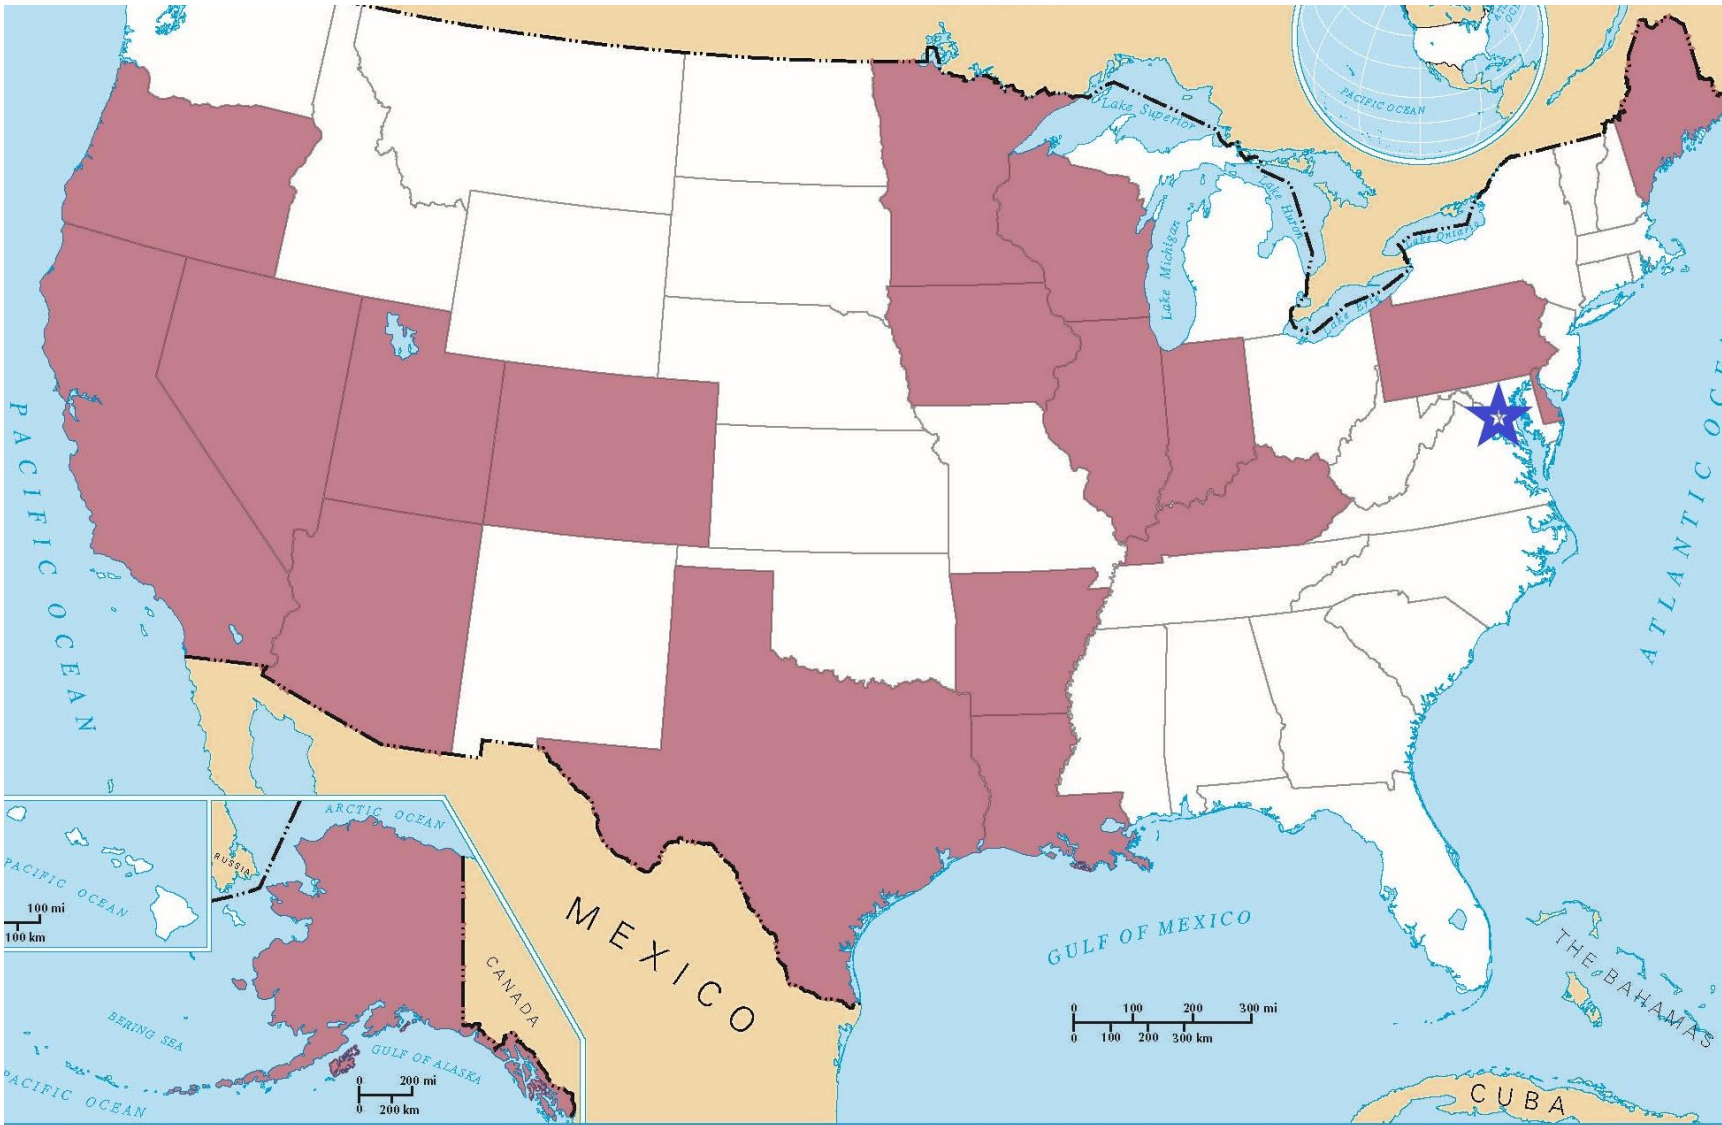 Lake Superior
Lake Michigan
Lake Huron
Lake Ontario
Lake Erie
PACIFIC OCEAN
PACIFIC OCEAN
ATLANTIC OCEA
ARCTIC OCEAN
RUSSIA
PACIFIC OCEAN
100 mi
100 km
CANADA
MEXICO
GULF OF MEXICO
THE BAHAMAS
BERING SEA
GULF OF ALASKA
PACIFIC OCEAN
0 200 mi
0 200 km
0 100 200 300 mi
0 100 200 300 km
CUBA